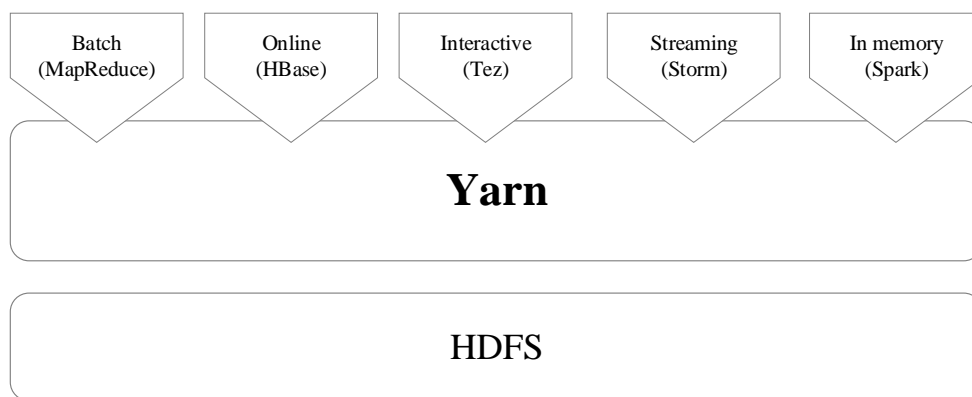 Batch
(MapReduce)
Online
(HBase)
Interactive
(Tez)
Streaming
(Storm)
In memory
(Spark)
Yarn
HDFS